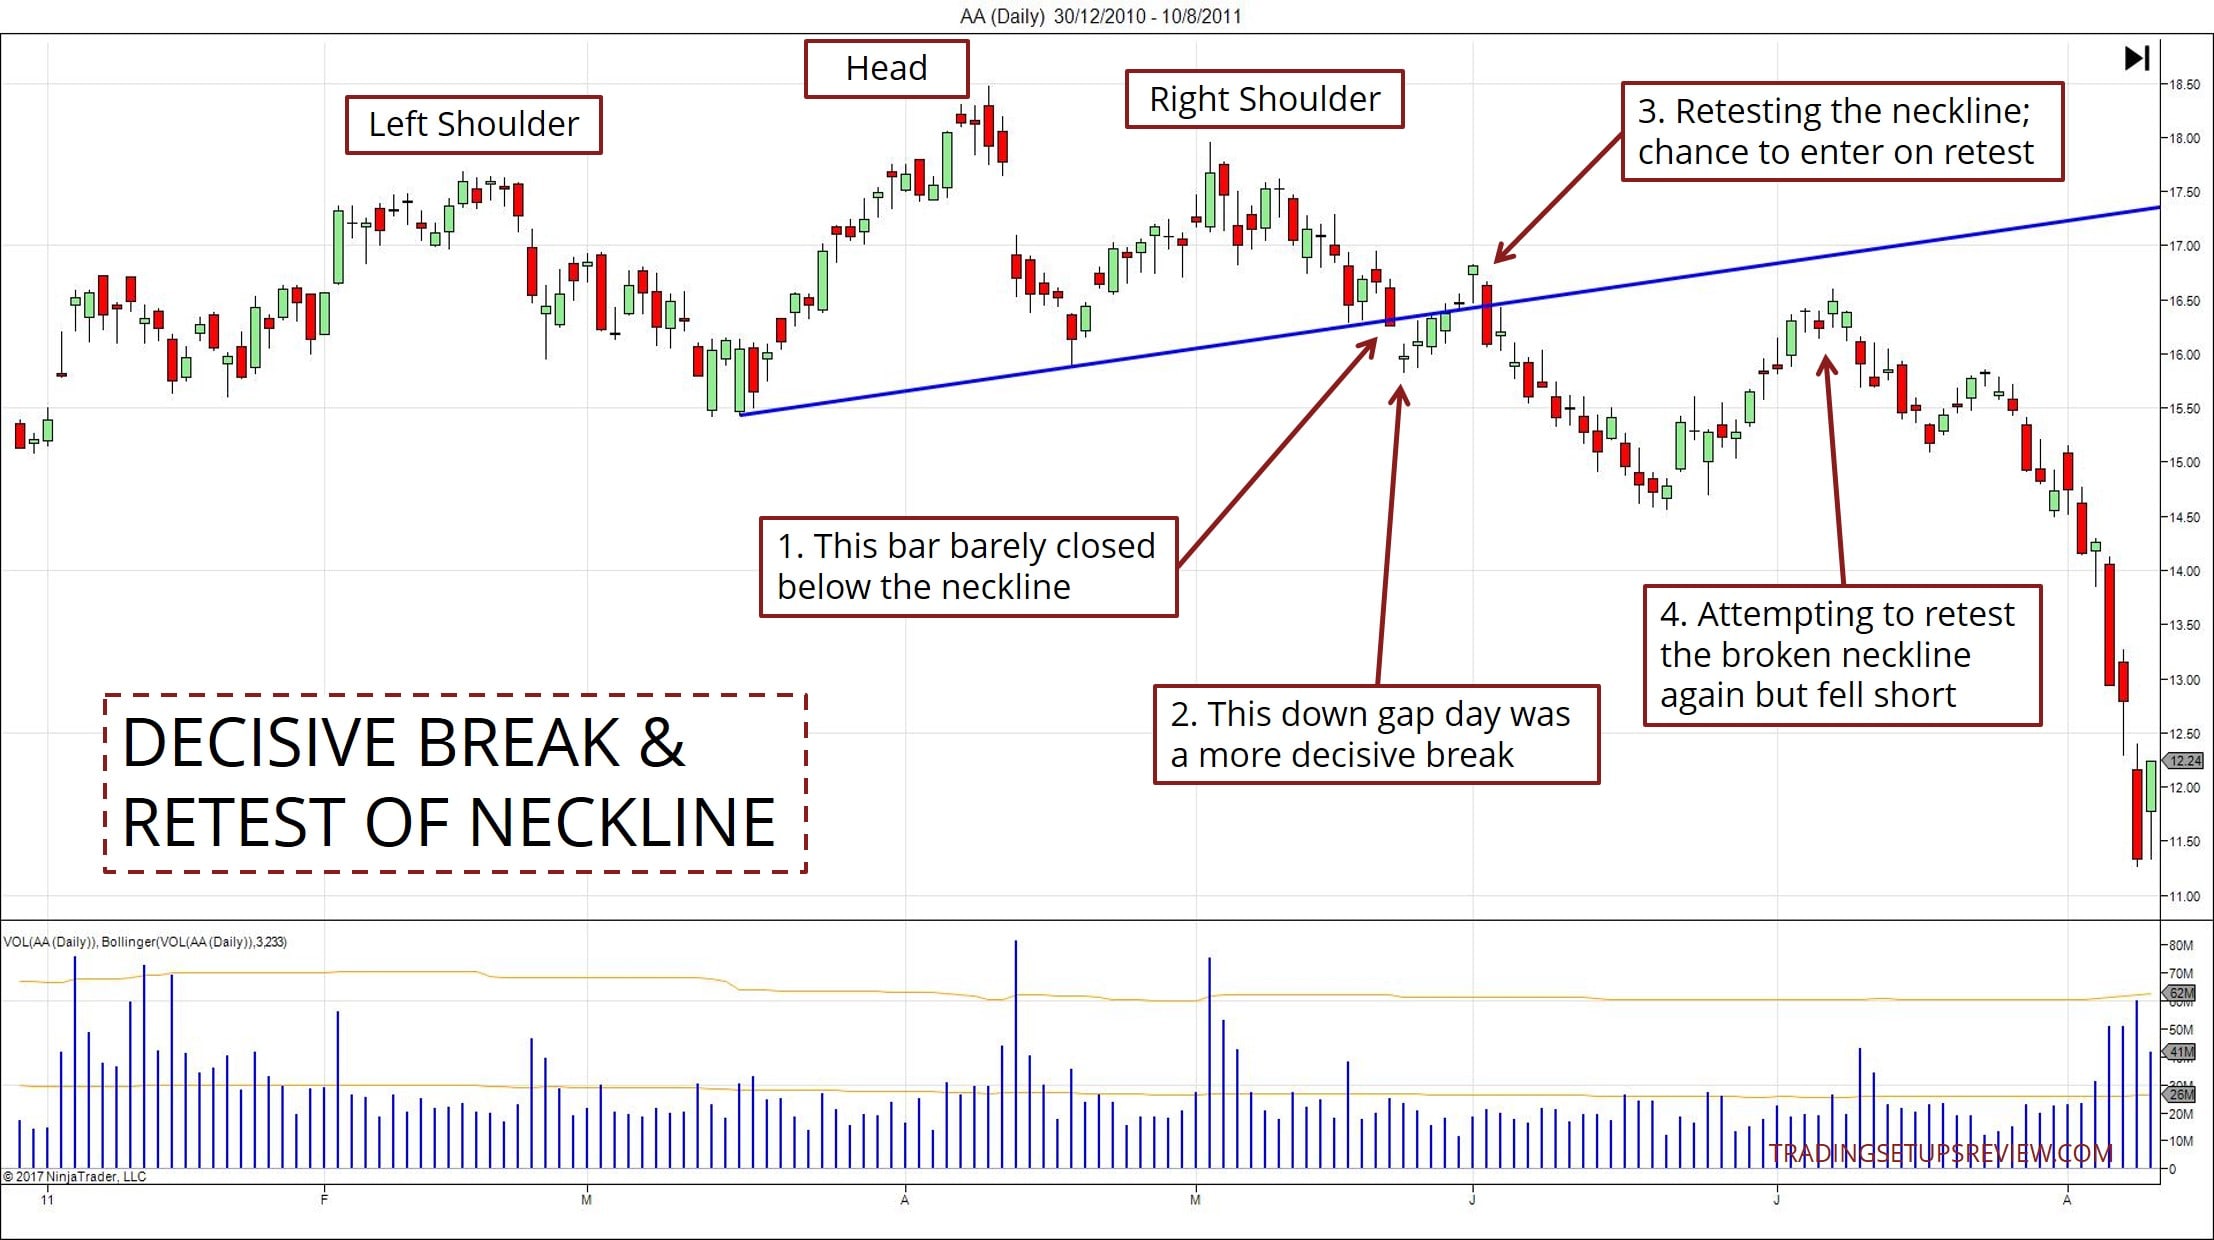 AA (Daily) 30/12/2010 - 10/8/2011
Head
Left Shoulder
Right Shoulder
3. Retesting the neckline;
chance to enter on retest
18.50
18.00
17.50
17.00
16.50
16.00
15.50
15.00
14.50
14.00
13.50
13.00
12.50
12.24
12.00
11.50
11.00
1. This bar barely closed
below the neckline
4. Attempting to retest
the broken neckline
again but fell short
2. This down gap day was
a more decisive break
DECISIVE BREAK &
RETEST OF NECKLINE
VOL(AA (Daily)), Bollinger(VOL(AA (Daily)),3,233)
80M
70M
62M
50M
41M
26M
20M
10M
0
TRADINGSETUPSREVIEW.COM
© 2017 NinjaTrader, LLC
11 F M A M J J A